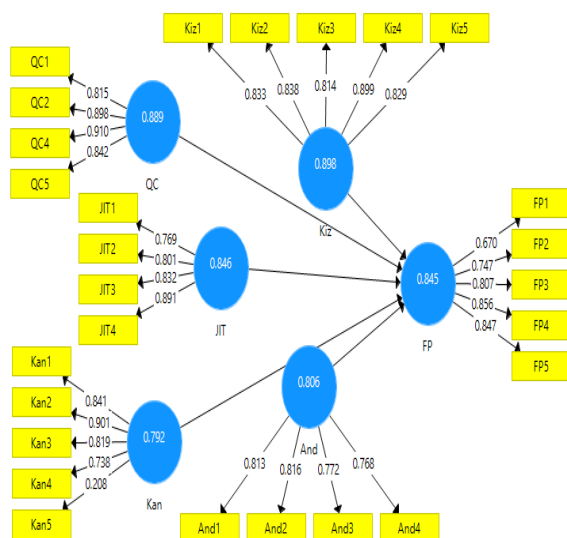 Kiz1 Kiz2 Kiz3 Kiz4 Kiz5
0.833 0.838 0.814 0.899 0.829
0.898
Kiz
QC1
QC2
QC4
QC5
0.815
0.898
0.910
0.842
0.889
QC
JIT1
JIT2
JIT3
JIT4
0.769
0.801
0.832
0.891
0.846
JIT
FP1
FP2
FP3
FP4
FP5
0.670
0.747
0.807
0.856
0.847
0.845
FP
Kan1
Kan2
Kan3
Kan4
Kan5
0.841
0.901
0.819
0.738
0.208
0.792
Kan
0.806
And
0.813 0.816 0.772 0.768
And1 And2 And3 And4